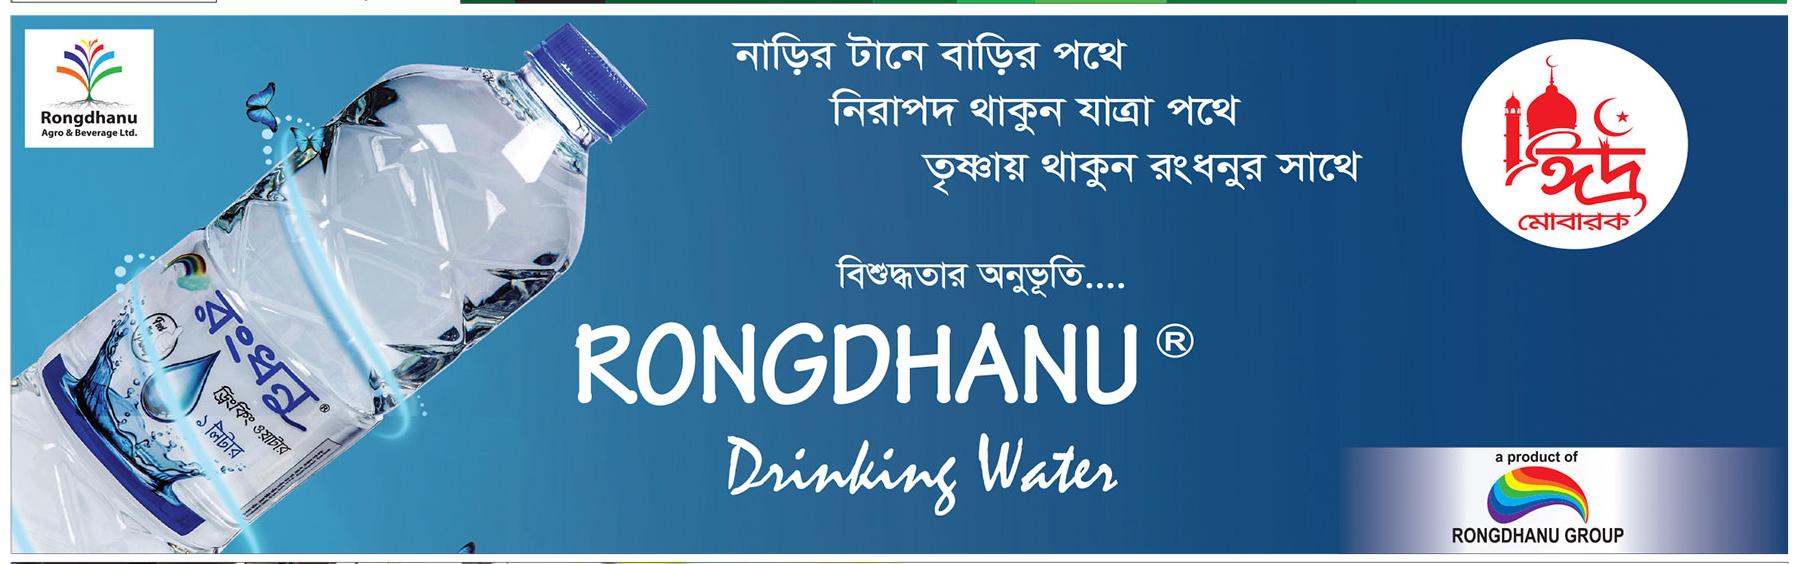 Rongdhanu
Agro & Beverage Ltd.
নাড়ির টানে বাড়ির পথে
নিরাপদ থাকুন যাত্রা পথে
তৃষ্ণায় থাকুন রংধনুর সাথে
ঈদ
মোবারক
বিশুদ্ধতার অনুভূতি....
RONGDHANU ®
Drinking Water
রংধনু ®
ড্রিংকিং ওয়াটার
১ লিটার
a product of
RONGDHANU GROUP